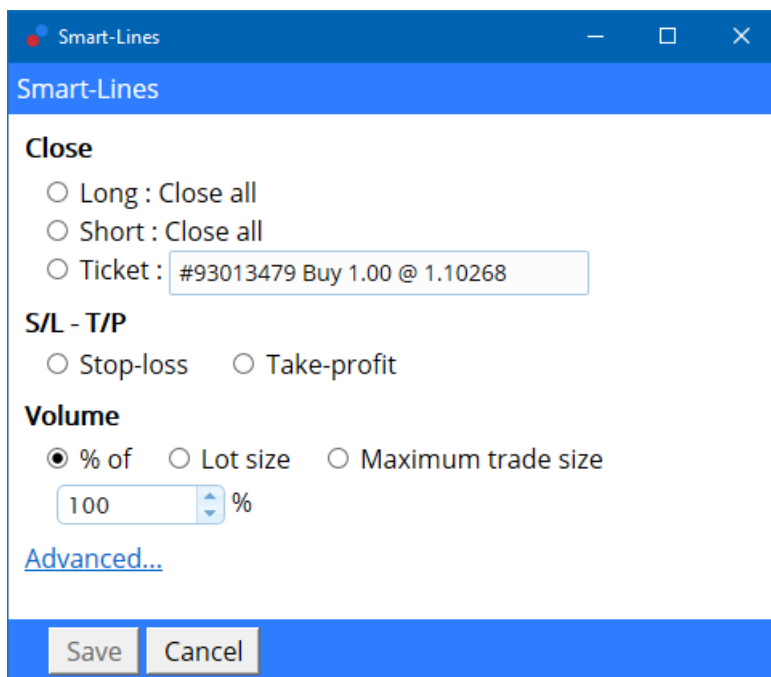 Smart-Lines
Smart-Lines
Close
Long : Close all
Short : Close all
Ticket : #93013479 Buy 1.00 @ 1.10268
S/L - T/P
Stop-loss Take-profit
Volume
% of Lot size Maximum trade size
100 %
Advanced...
Save Cancel